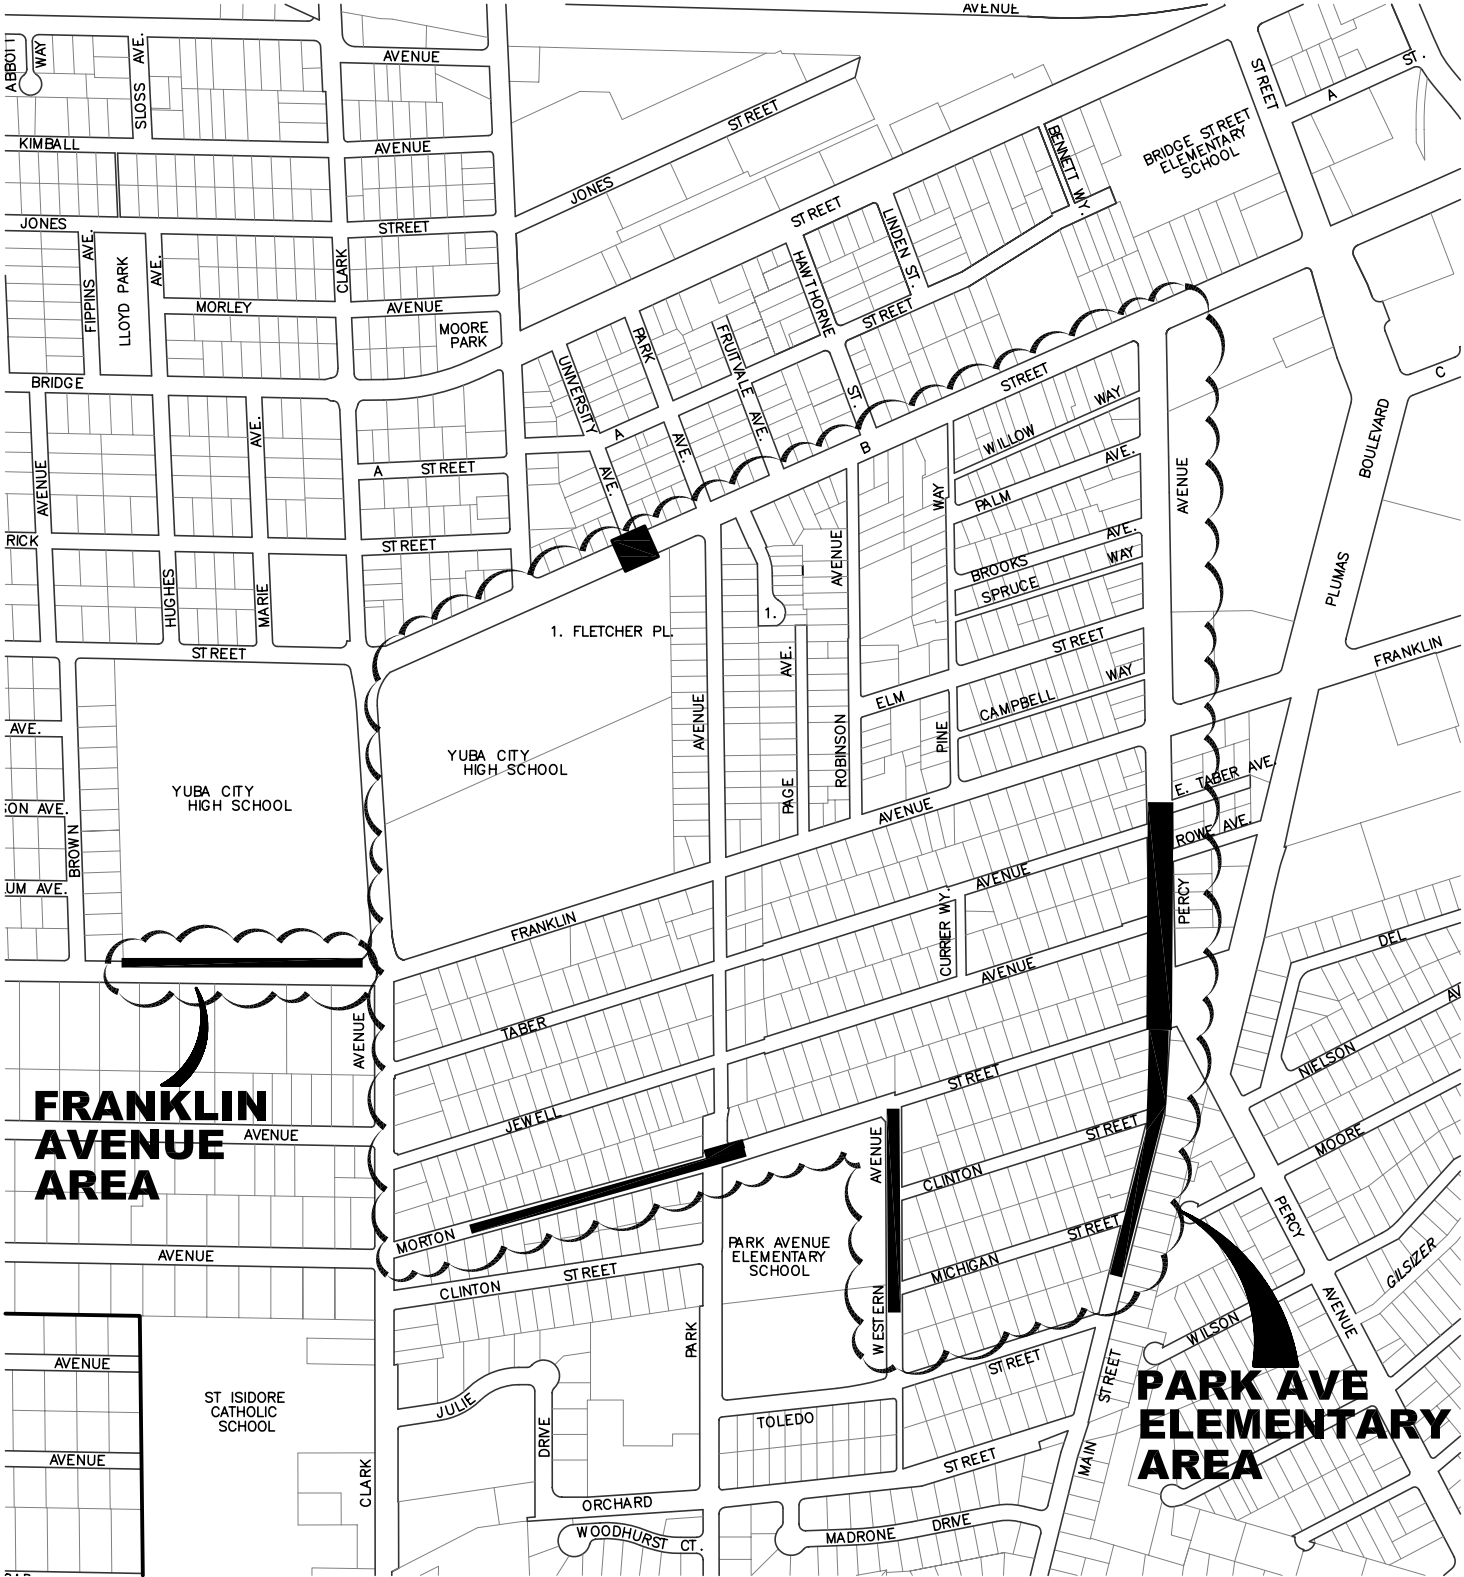 AVENUE
ABBOTT
WAY
SLOSS AVE.
AVENUE
STREET
A
ST.
KIMBALL
AVENUE
STREET
JONES
BENNETT WY.
BRIDGE STREET
ELEMENTARY
SCHOOL
JONES
STREET
STREET
LINDEN ST.
FIPPINS AVE.
LLOYD PARK
AVE.
CLARK
HAWTHORNE
ST.
MORLEY
AVENUE
MOORE
PARK
STREET
UNIVERSITY
AVE.
PARK
AVE.
FRUITVALE AVE.
BRIDGE
STREET
C
AVENUE
AVE.
A
STREET
A
B
WILLOW
WAY
BOULEVARD
PLUMAS
AVENUE
PALM
AVE.
WAY
RICK
STREET
BROOKS
AVE.
SPRUCE
WAY
HUGHES
MARIE
AVENUE
1.
1. FLETCHER PL.
STREET
STREET
FRANKLIN
AVE.
ELM
CAMPBELL
WAY
AVE.
AVENUE
ROBINSON
PINE
YUBA CITY
HIGH SCHOOL
YUBA CITY
HIGH SCHOOL
E. TABER AVE.
SON AVE.
BROWN
PAGE
AVENUE
ROWE AVE.
LUM AVE.
AVENUE
PERCY
FRANKLIN
CURRIER WY.
DEL
AVENUE
AV
TABER
AVENUE
NIELSON
STREET
FRANKLIN
AVENUE
AREA
AVENUE
JEWELL
STREET
MOORE
AVENUE
CLINTON
PERCY
AVENUE
MORTON
STREET
AVENUE
PARK AVENUE
ELEMENTARY
SCHOOL
MICHIGAN
GILSIZER
CLINTON
STREET
WESTERN
WILSON
AVENUE
PARK
STREET
STREET
PARK AVE
ELEMENTARY
AREA
AVENUE
ST ISIDORE
CATHOLIC
SCHOOL
JULIE
DRIVE
TOLEDO
STREET
MAIN
AVENUE
CLARK
ORCHARD
WOODHURST CT.
MADRONE
DRIVE